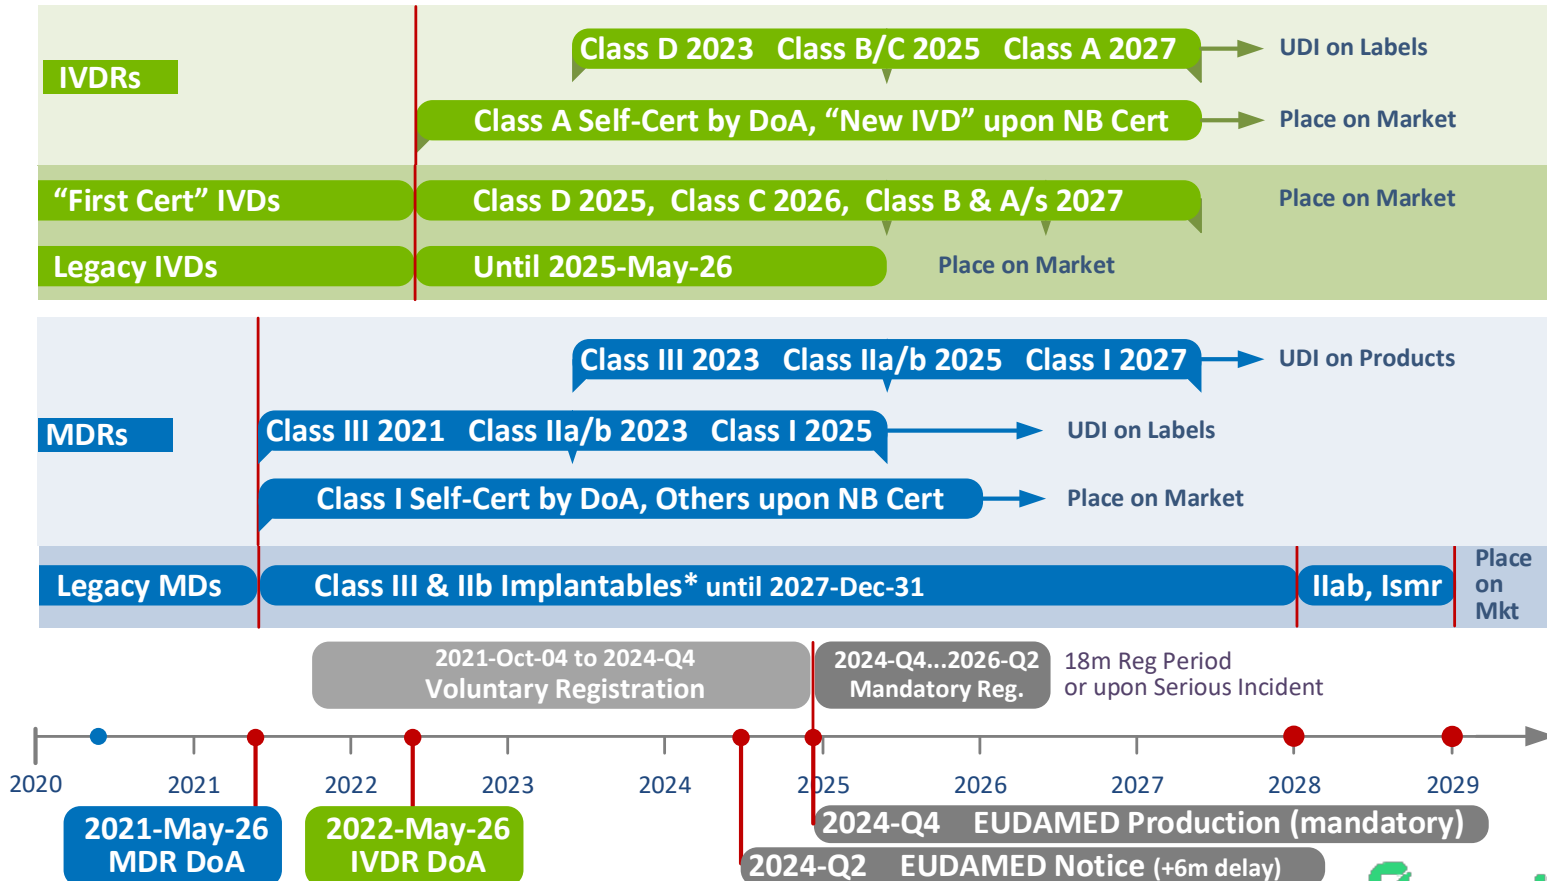 Class D 2023 Class B/C 2025 Class A 2027
UDI on Labels
IVDRs
Class A Self-Cert by DoA, “New IVD” upon NB Cert
Place on Market
“First Cert” IVDs
Class D 2025, Class C 2026, Class B & A/s 2027
Place on Market
Legacy IVDs
Until 2025-May-26
Place on Market
Class III 2023 Class IIa/b 2025 Class I 2027
UDI on Products
MDRs
Class III 2021 Class IIa/b 2023 Class I 2025
UDI on Labels
Class I Self-Cert by DoA, Others upon NB Cert
Place on Market
Legacy MDs
Class III & IIb Implantables* until 2027-Dec-31
IIab, Ismr
Place
on
Mkt
2021-Oct-04 to 2024-Q4
Voluntary Registration
2024-Q4...2026-Q2
Mandatory Reg.
18m Reg Period
or upon Serious Incident
2020 2021 2022 2023 2024 2025 2026 2027 2028 2029
2021-May-26
MDR DoA
2022-May-26
IVDR DoA
2024-Q4 EUDAMED Production (mandatory)
2024-Q2 EUDAMED Notice (+6m delay)